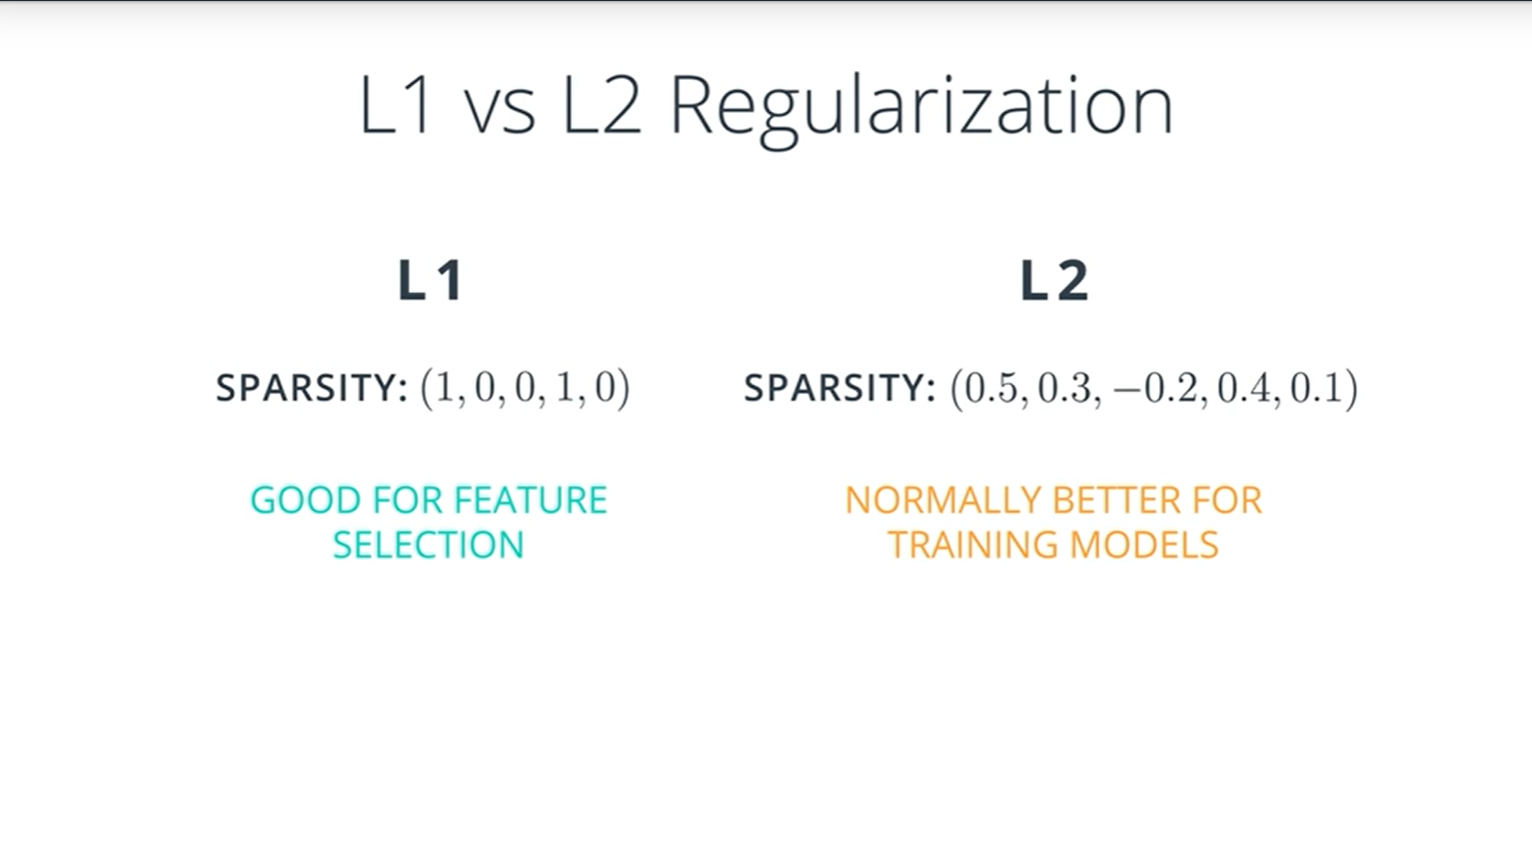 L1 vs L2 Regularization
L1
SPARSITY: (1, 0, 0, 1, 0)
GOOD FOR FEATURE
SELECTION
L2
SPARSITY: (0.5, 0.3, −0.2, 0.4, 0.1)
NORMALLY BETTER FOR
TRAINING MODELS